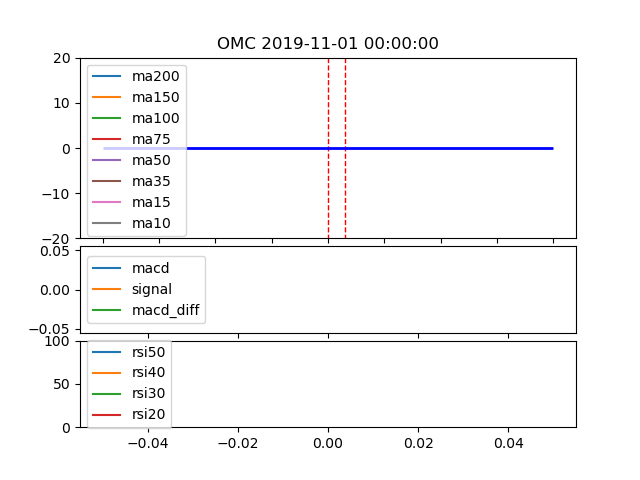 OMC 2019-11-01 00:00:00
20
10
0
−10
−20
ma200
ma150
ma100
ma75
ma50
ma35
ma15
ma10
0.05
0.00
−0.05
macd
signal
macd_diff
100
50
0
rsi50
rsi40
rsi30
rsi20
−0.04 −0.02 0.00 0.02 0.04